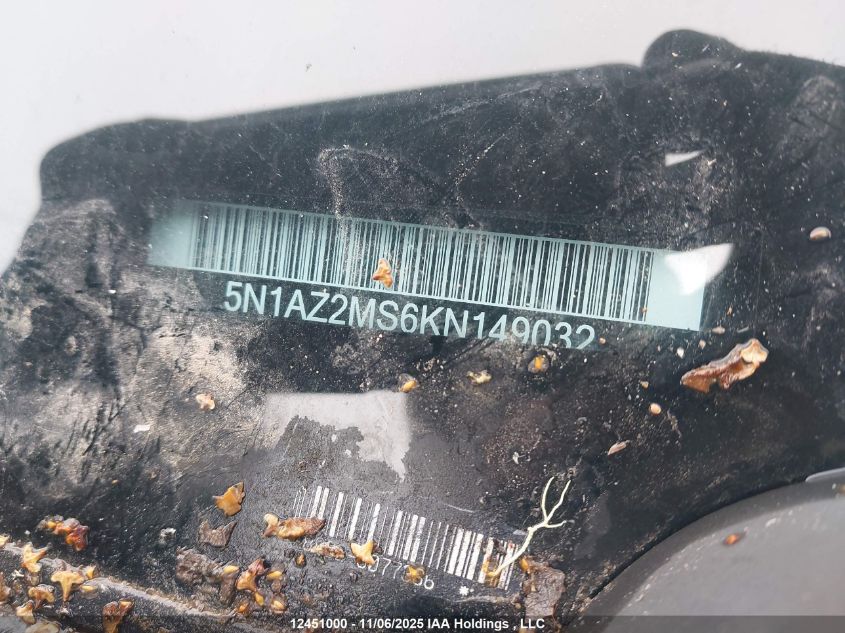 5N1AZ2MS6KN149032
12451000 - 11/06/2025 IAA Holdings , LLC